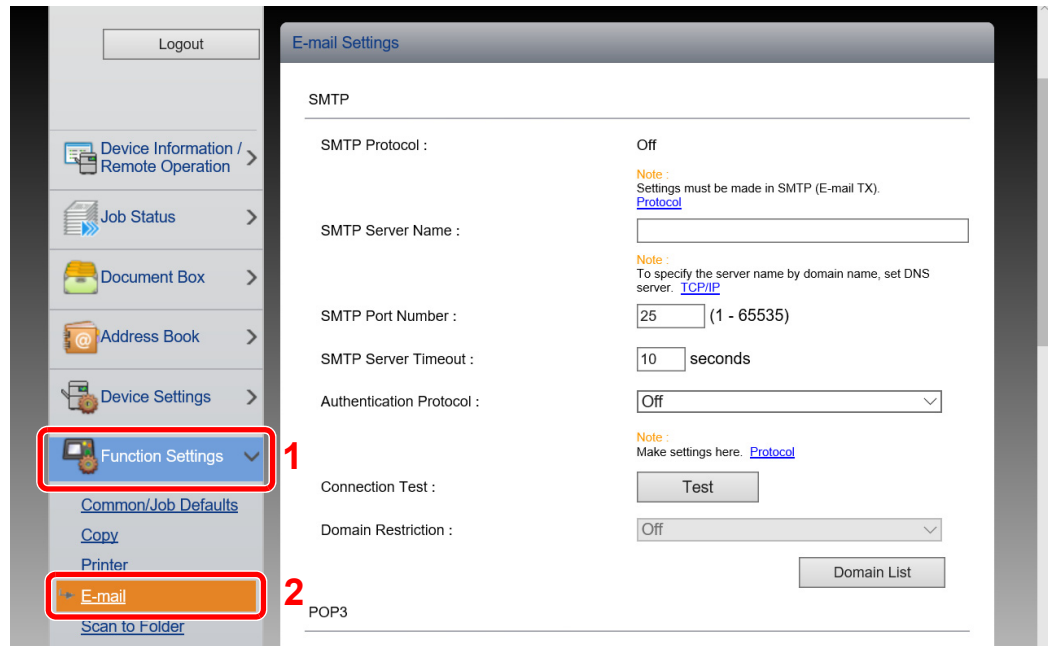 Logout
Device Information /
Remote Operation
Job Status
Document Box
Address Book
Device Settings
Function Settings
1
Common/Job Defaults
Copy
Printer
E-mail
2
Scan to Folder
E-mail Settings
SMTP
SMTP Protocol :
Off
Note :
Settings must be made in SMTP (E-mail TX).
Protocol
SMTP Server Name :
Note :
To specify the server name by domain name, set DNS
server. TCP/IP
SMTP Port Number :
25 (1 - 65535)
SMTP Server Timeout :
10 seconds
Authentication Protocol :
Off
Note :
Make settings here. Protocol
Connection Test :
Test
Domain Restriction :
Off
Domain List
POP3